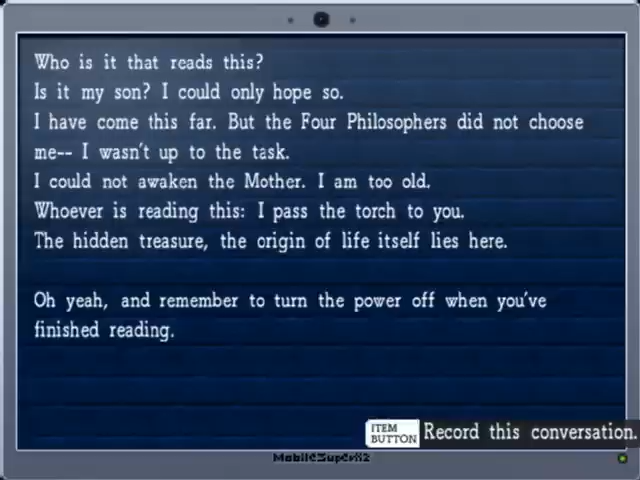 Who is it that reads this?
Is it my son? I could only hope so.
I have come this far. But the Four Philosophers did not choose
me-- I wasn't up to the task.
I could not awaken the Mother. I am too old.
Whoever is reading this: I pass the torch to you.
The hidden treasure, the origin of life itself lies here.
Oh yeah, and remember to turn the power off when you've
finished reading.
ITEM
BUTTON
Record this conversation.
MobileSuperX2